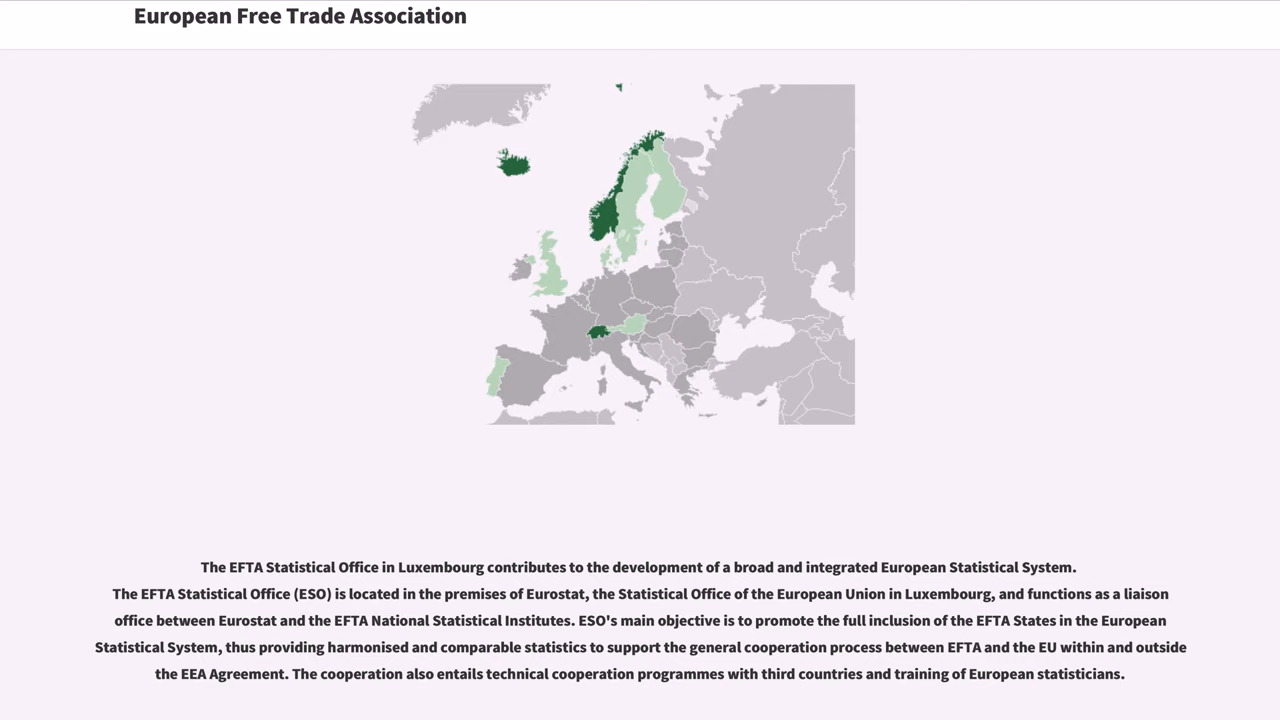 European Free Trade Association
The EFTA Statistical Office in Luxembourg contributes to the development of a broad and integrated European Statistical System.
The EFTA Statistical Office (ESO) is located in the premises of Eurostat, the Statistical Office of the European Union in Luxembourg, and functions as a liaison
office between Eurostat and the EFTA National Statistical Institutes. ESO's main objective is to promote the full inclusion of the EFTA States in the European
Statistical System, thus providing harmonised and comparable statistics to support the general cooperation process between EFTA and the EU within and outside
the EEA Agreement. The cooperation also entails technical cooperation programmes with third countries and training of European statisticians.